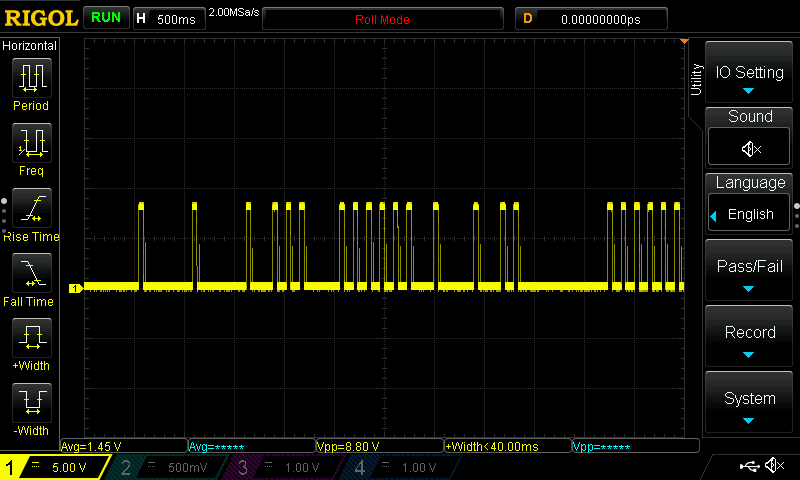 RIGOL RUN H 500ms 2.00MSa/s Roll Mode D 0.00000000ps
Horizontal
Period
Freq
Rise Time
Fall Time
+Width
-Width
1
Utility
IO Setting
Sound
Language
English
Pass/Fail
Record
System
Avg=1.45 V Avg=***** Vpp=8.80 V +Width<40.00ms Vpp=*****
1 5.00 V 2 500mV 3 1.00 V 4 1.00 V